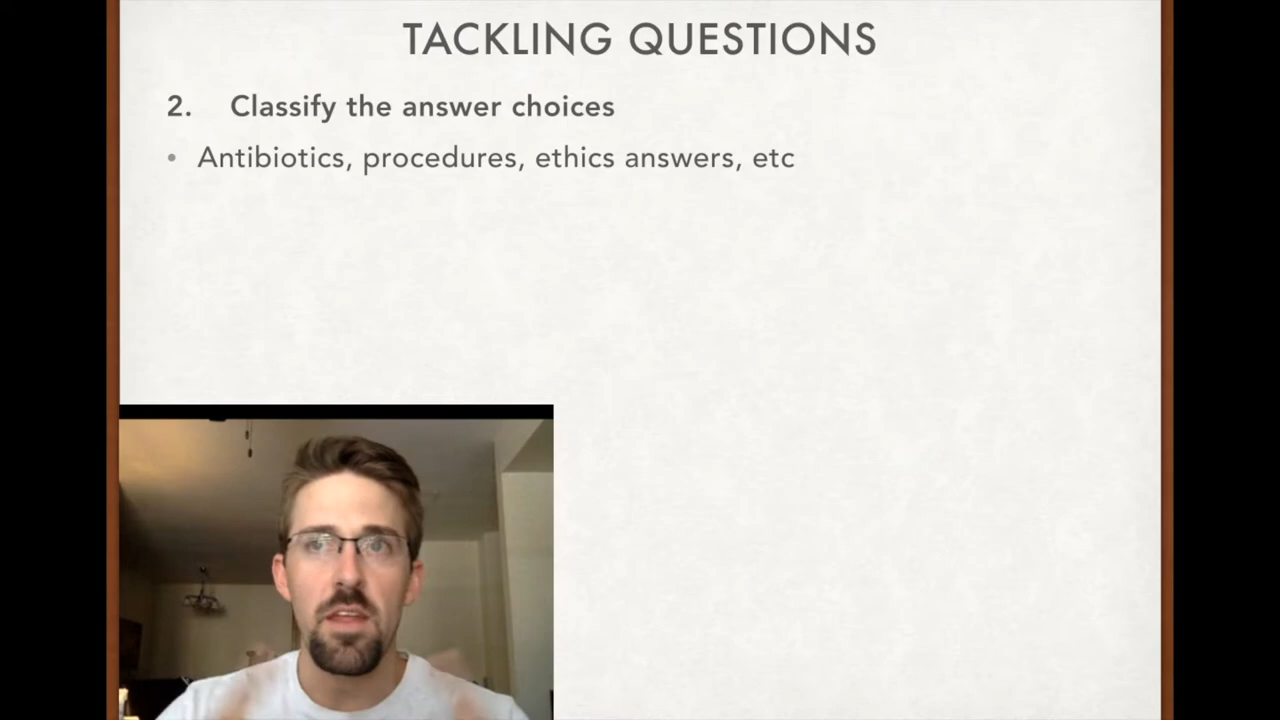 TACKLING QUESTIONS
2. Classify the answer choices
• Antibiotics, procedures, ethics answers, etc